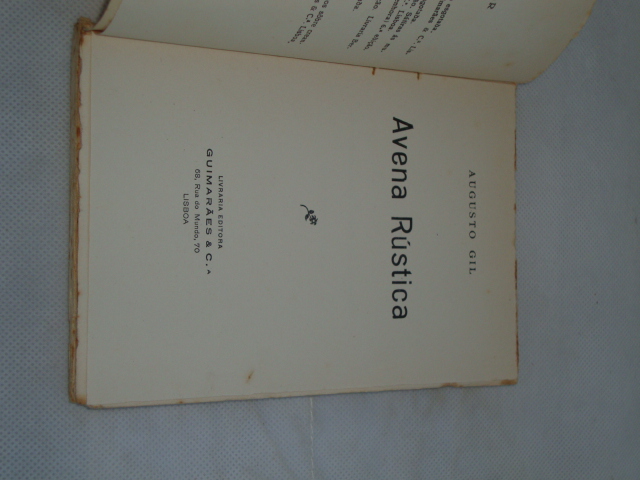 AUGUSTO GIL
Avena Rústica
LIVRARIA EDITORA
GUIMARÃES & C.ª
68, Rua do Mundo, 70
LISBOA